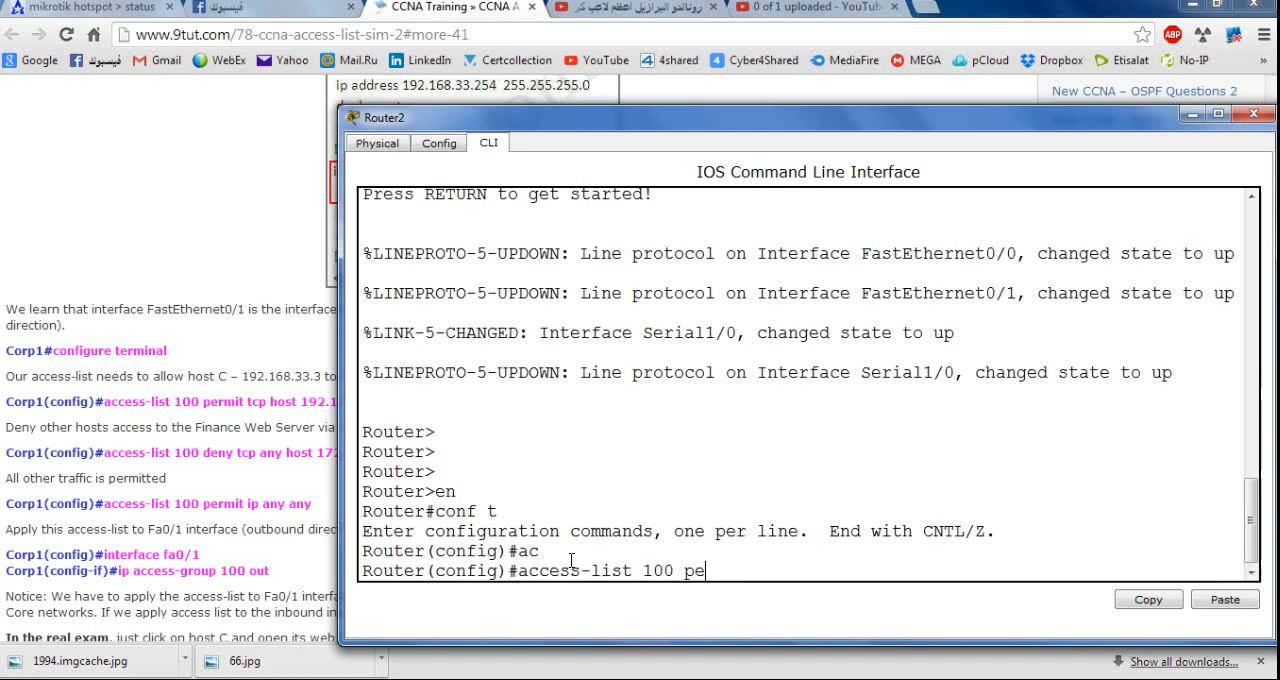 mikrotik hotspot > status
فيسبوك
CCNA Training » CCNA A
رونالدو البرازيل اعظم لاعب كر
0 of 1 uploaded - YouTub
www.9tut.com/78-ccna-access-list-sim-2#more-41
ABP
Google فيسبوك Gmail WebEx Yahoo Mail.Ru LinkedIn Certcollection YouTube 4shared Cyber4Shared MediaFire MEGA pCloud Dropbox Etisalat No-IP »
ip address 192.168.33.254 255.255.255.0
New CCNA – OSPF Questions 2
Router2
Physical Config CLI
IOS Command Line Interface
Press RETURN to get started!
%LINEPROTO-5-UPDOWN: Line protocol on Interface FastEthernet0/0, changed state to up
%LINEPROTO-5-UPDOWN: Line protocol on Interface FastEthernet0/1, changed state to up
%LINK-5-CHANGED: Interface Serial1/0, changed state to up
%LINEPROTO-5-UPDOWN: Line protocol on Interface Serial1/0, changed state to up
Router>
Router>
Router>
Router>en
Router#conf t
Enter configuration commands, one per line. End with CNTL/Z.
Router(config)#ac
Router(config)#access-list 100 pe
Copy Paste
We learn that interface FastEthernet0/1 is the interface
direction).
Corp1#configure terminal
Our access-list needs to allow host C – 192.168.33.3 to
Corp1(config)#access-list 100 permit tcp host 192.1
Deny other hosts access to the Finance Web Server via
Corp1(config)#access-list 100 deny tcp any host 172
All other traffic is permitted
Corp1(config)#access-list 100 permit ip any any
Apply this access-list to Fa0/1 interface (outbound direc
Corp1(config)#interface fa0/1
Corp1(config-if)#ip access-group 100 out
Notice: We have to apply the access-list to Fa0/1 interfa
Core networks. If we apply access list to the inbound in
In the real exam, just click on host C and open its web
1994.imgcache.jpg
66.jpg
Show all downloads...